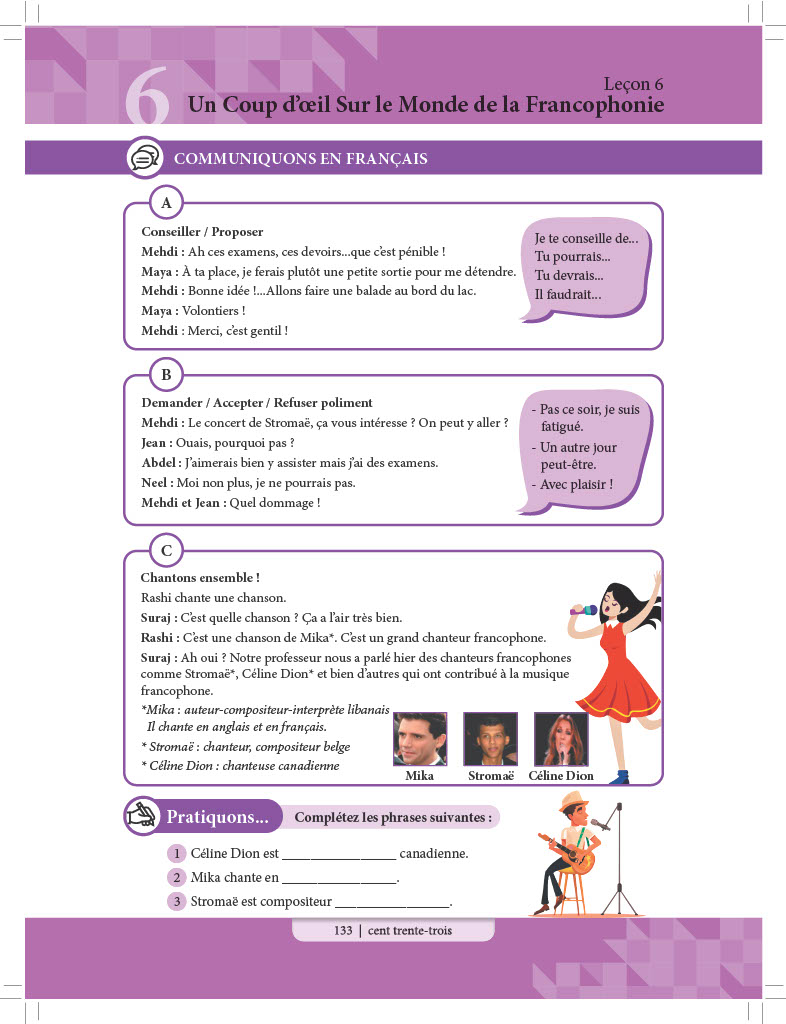 6
Leçon 6
Un Coup d’œil Sur le Monde de la Francophonie
COMMUNIQUONS EN FRANÇAIS
A
Conseiller / Proposer
Mehdi : Ah ces examens, ces devoirs...que c’est pénible !
Maya : À ta place, je ferais plutôt une petite sortie pour me détendre.
Mehdi : Bonne idée !...Allons faire une balade au bord du lac.
Maya : Volontiers !
Mehdi : Merci, c’est gentil !
Je te conseille de...
Tu pourrais...
Tu devrais...
Il faudrait...
B
Demander / Accepter / Refuser poliment
Mehdi : Le concert de Stromaë, ça vous intéresse ? On peut y aller ?
Jean : Ouais, pourquoi pas ?
Abdel : J’aimerais bien y assister mais j’ai des examens.
Neel : Moi non plus, je ne pourrais pas.
Mehdi et Jean : Quel dommage !
- Pas ce soir, je suis
fatigué.
- Un autre jour
peut-être.
- Avec plaisir !
C
Chantons ensemble !
Rashi chante une chanson.
Suraj : C’est quelle chanson ? Ça a l’air très bien.
Rashi : C’est une chanson de Mika*. C’est un grand chanteur francophone.
Suraj : Ah oui ? Notre professeur nous a parlé hier des chanteurs francophones
comme Stromaë*, Céline Dion* et bien d’autres qui ont contribué à la musique
francophone.
*Mika : auteur-compositeur-interprète libanais
Il chante en anglais et en français.
* Stromaë : chanteur, compositeur belge
* Céline Dion : chanteuse canadienne
Mika Stromaë Céline Dion
Pratiquons... Complétez les phrases suivantes :
1 Céline Dion est ________________ canadienne.
2 Mika chante en ________________.
3 Stromaë est compositeur ________________.
133 | cent trente-trois